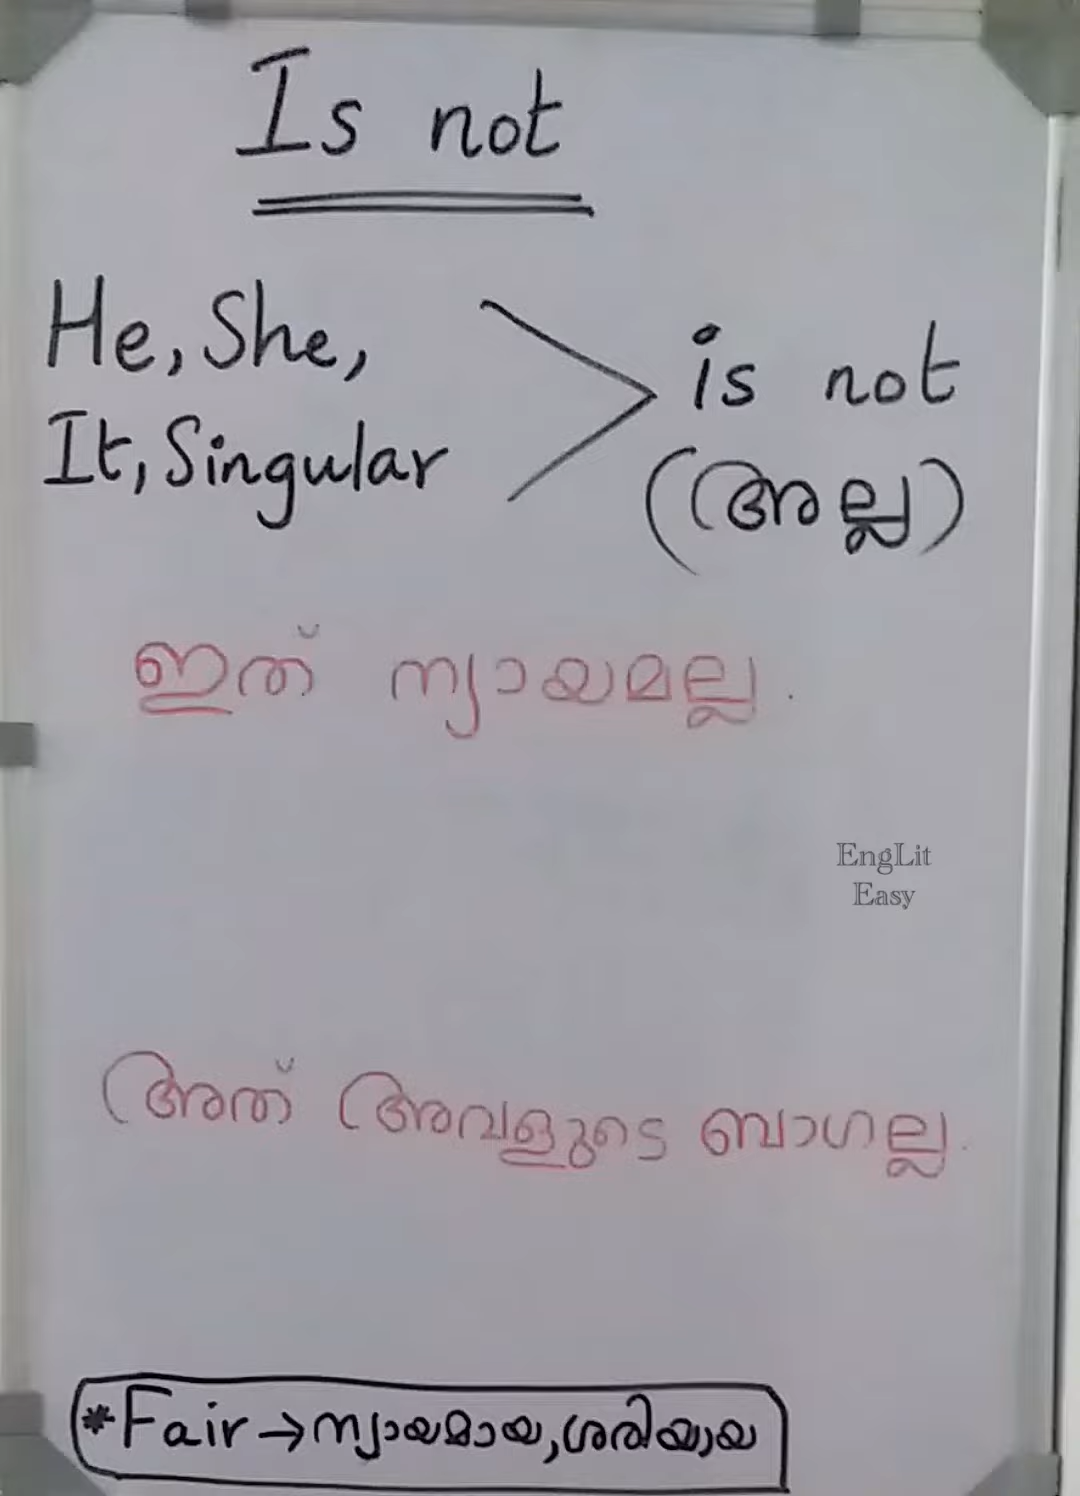 Is not
He, She,
It, Singular
is not
(അല്ല)
ഇത് ന്യായമല്ല.
EngLit
Easy
അത് അവളുടെ ബാഗല്ല.
*Fair→ന്യായമായ,ശരിയായ